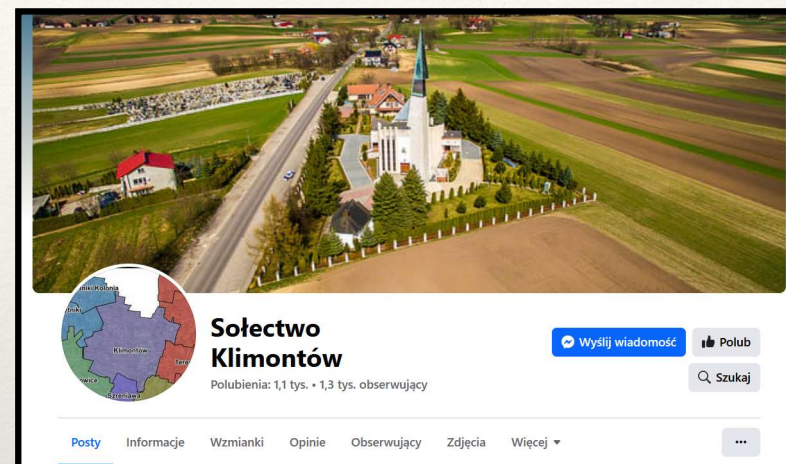 Klimontów
Szreniawa
Sołectwo
Klimontów
Polubienia: 1,1 tys. • 1,3 tys. obserwujący
Wyślij wiadomość
Polub
Szukaj
Posty Informacje Wzmianki Opinie Obserwujący Zdjęcia Więcej